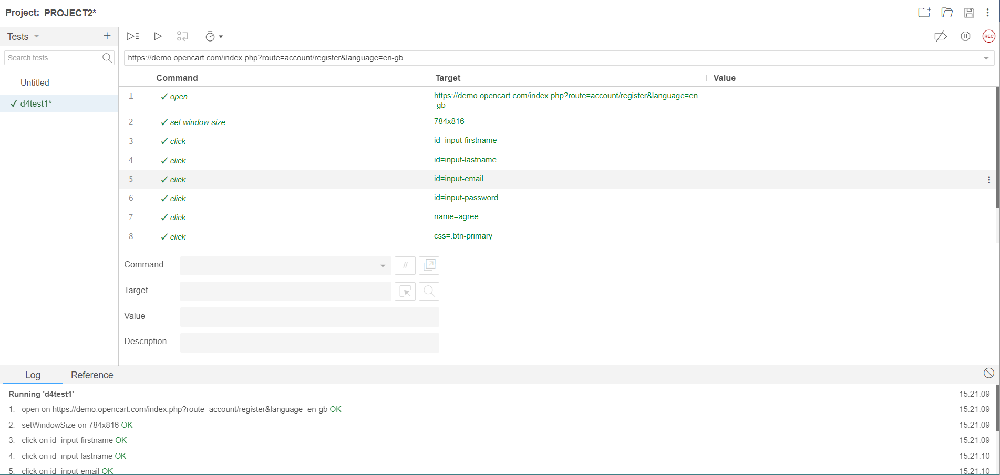 Project: PROJECT2*
Tests
Search tests...
Untitled
✓ d4test1*
REC
https://demo.opencart.com/index.php?route=account/register&language=en-gb
Command Target Value
1 ✓ open https://demo.opencart.com/index.php?route=account/register&language=en
-gb
2 ✓ set window size 784x816
3 ✓ click id=input-firstname
4 ✓ click id=input-lastname
5 ✓ click id=input-email
6 ✓ click id=input-password
7 ✓ click name=agree
8 ✓ click css=.btn-primary
Command //
Target
Value
Description
Log Reference
Running 'd4test1' 15:21:09
1. open on https://demo.opencart.com/index.php?route=account/register&language=en-gb OK 15:21:09
2. setWindowSize on 784x816 OK 15:21:09
3. click on id=input-firstname OK 15:21:09
4. click on id=input-lastname OK 15:21:10
5. click on id=input-email OK 15:21:10